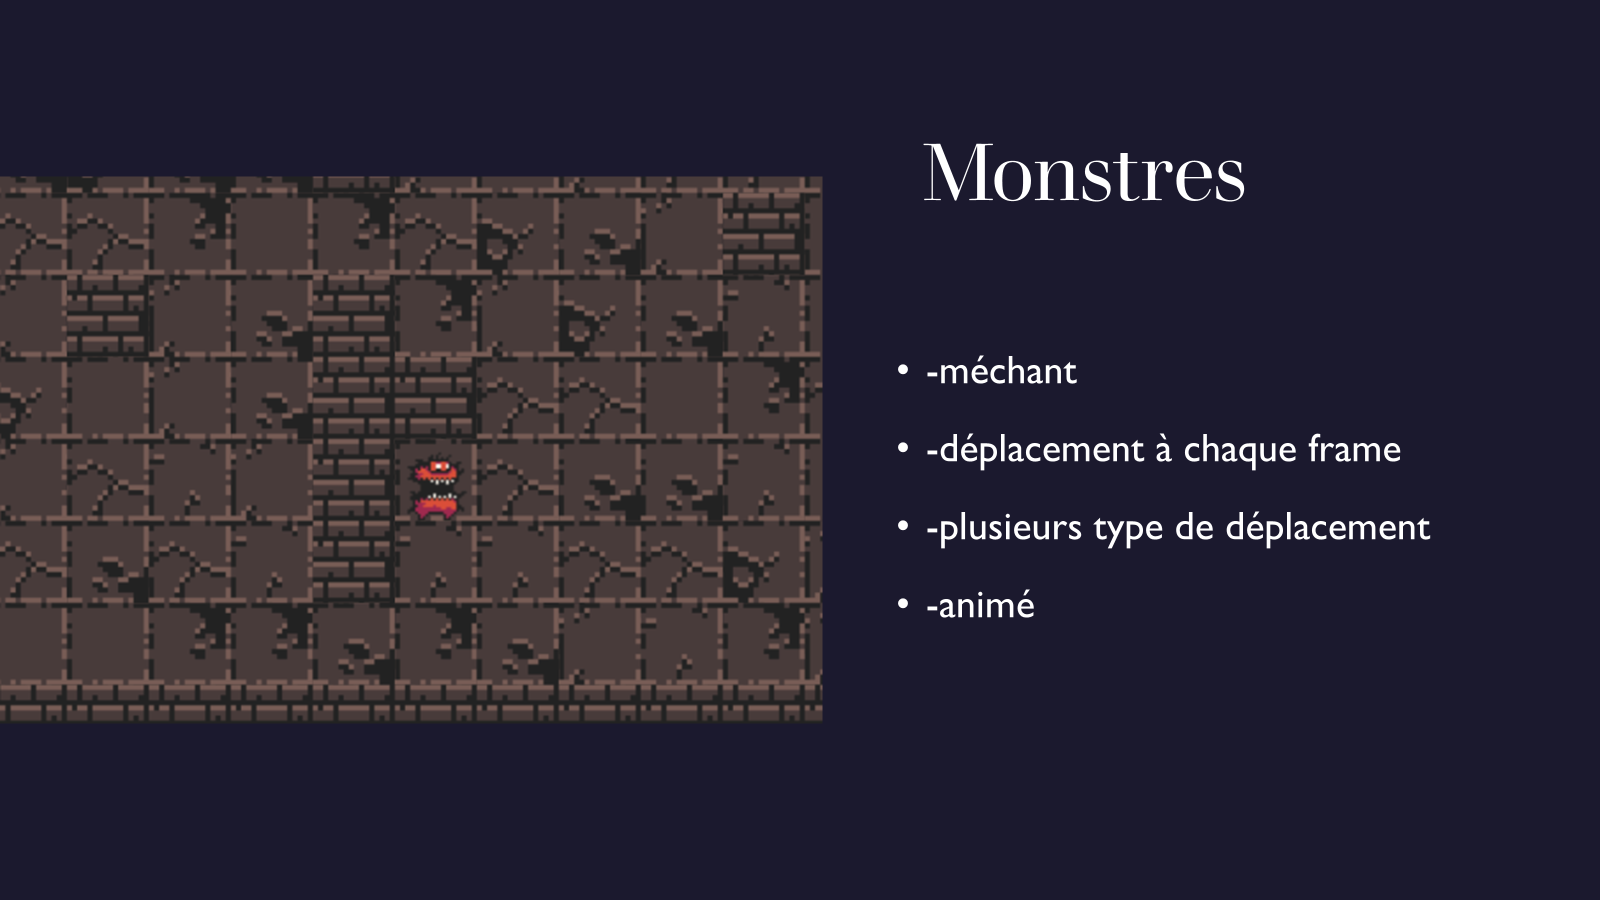 Monstres
• -méchant
• -déplacement à chaque frame
• -plusieurs type de déplacement
• -animé